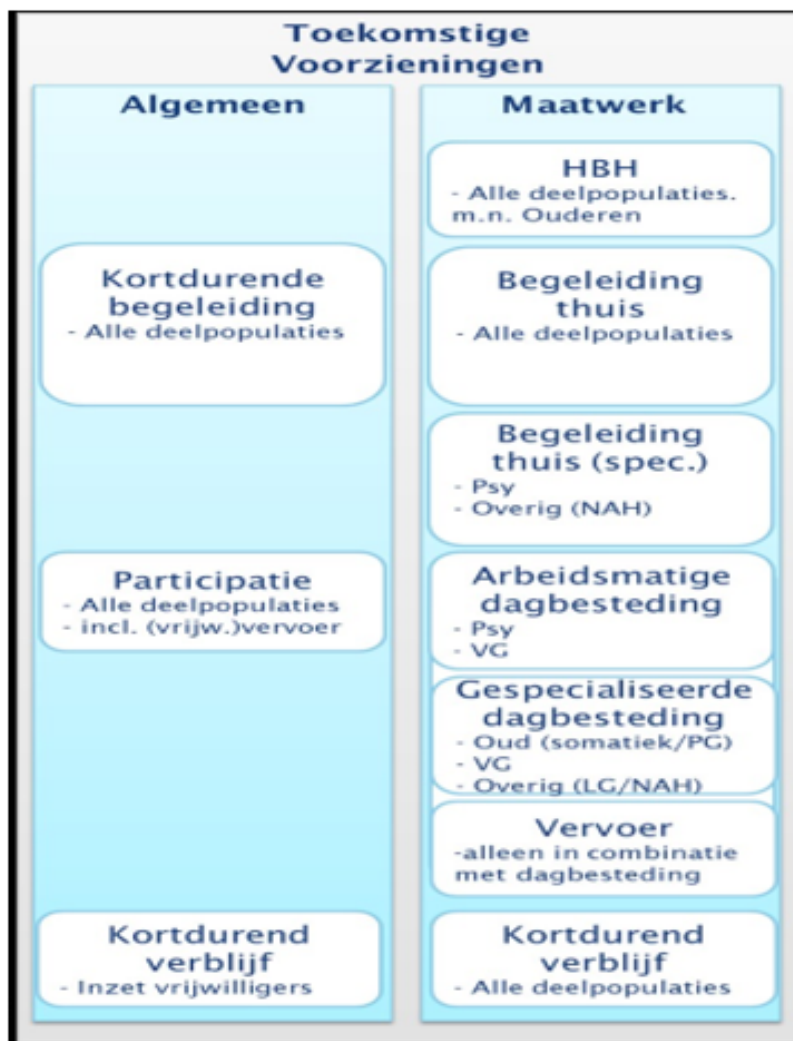 Toekomstige
Voorzieningen
Algemeen
Kortdurende
begeleiding
- Alle deelpopulaties
Participatie
- Alle deelpopulaties
- incl. (vrijw.)vervoer
Kortdurend
verblijf
- Inzet vrijwilligers
Maatwerk
HBH
- Alle deelpopulaties.
m.n. Ouderen
Begeleiding
thuis
- Alle deelpopulaties
Begeleiding
thuis (spec.)
- Psy
- Overig (NAH)
Arbeidsmatige
dagbesteding
- Psy
- VG
Gespecialiseerde
dagbesteding
- Oud (somatiek/PG)
- VG
- Overig (LG/NAH)
Vervoer
-alleen in combinatie
met dagbesteding
Kortdurend
verblijf
- Alle deelpopulaties